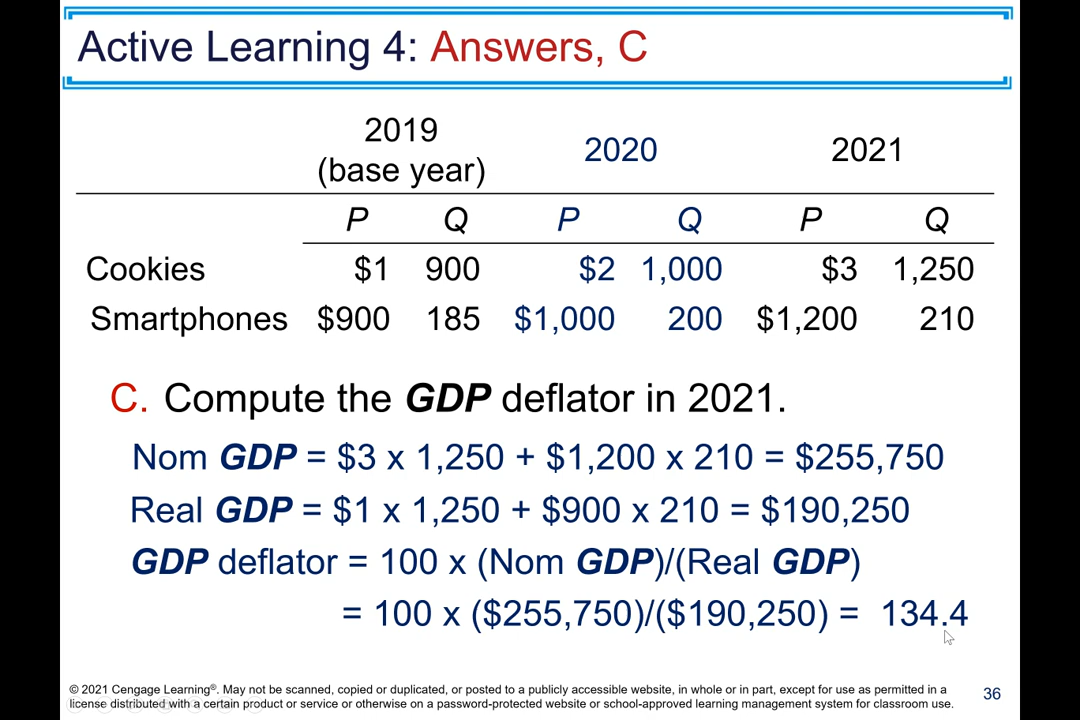 Active Learning 4: Answers, C
2019
(base year)
2020
2021
P Q P Q P Q
Cookies $1 900 $2 1,000 $3 1,250
Smartphones $900 185 $1,000 200 $1,200 210
C. Compute the GDP deflator in 2021.
Nom GDP = $3 x 1,250 + $1,200 x 210 = $255,750
Real GDP = $1 x 1,250 + $900 x 210 = $190,250
GDP deflator = 100 x (Nom GDP)/(Real GDP)
= 100 x ($255,750)/($190,250) = 134.4
© 2021 Cengage Learning®. May not be scanned, copied or duplicated, or posted to a publicly accessible website, in whole or in part, except for use as permitted in a
license distributed with a certain product or service or otherwise on a password-protected website or school-approved learning management system for classroom use.
36